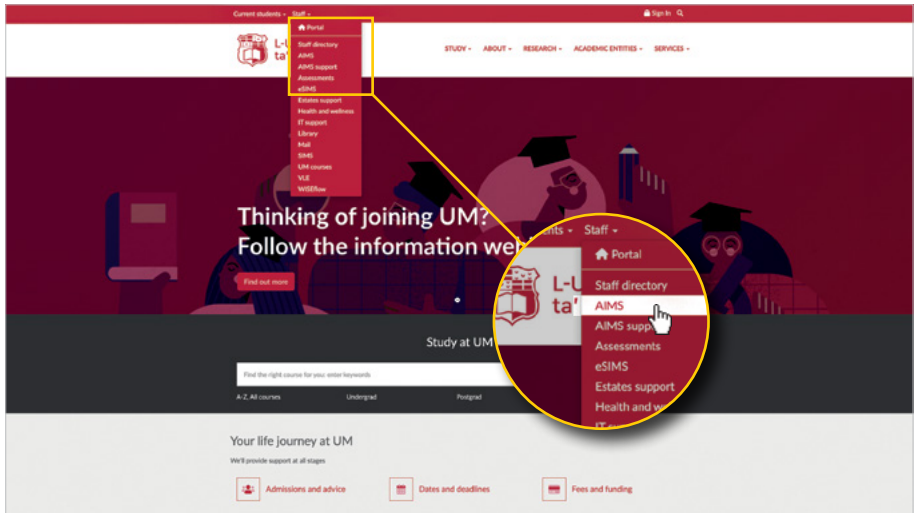 Current students Staff Sign In
Portal
L-U
ta'
Staff directory
AIMS
AIMS support
Assessments
eSIMS
Estates support
Health and wellness
IT support
Library
Mail
SIMS
UM courses
VLE
WISEflow
STUDY ABOUT RESEARCH ACADEMIC ENTITIES SERVICES
Thinking of joining UM?
Follow the information
Find out more
Staff
Portal
L-U
ta'
Staff directory
AIMS
AIMS
Assessments
eSIMS
Estates support
Health and
Study at UM
Find the right course for you: enter keywords
A-Z, All courses Undergrad Postgrad
Your life journey at UM
We'll provide support at all stages
Admissions and advice Dates and deadlines Fees and funding